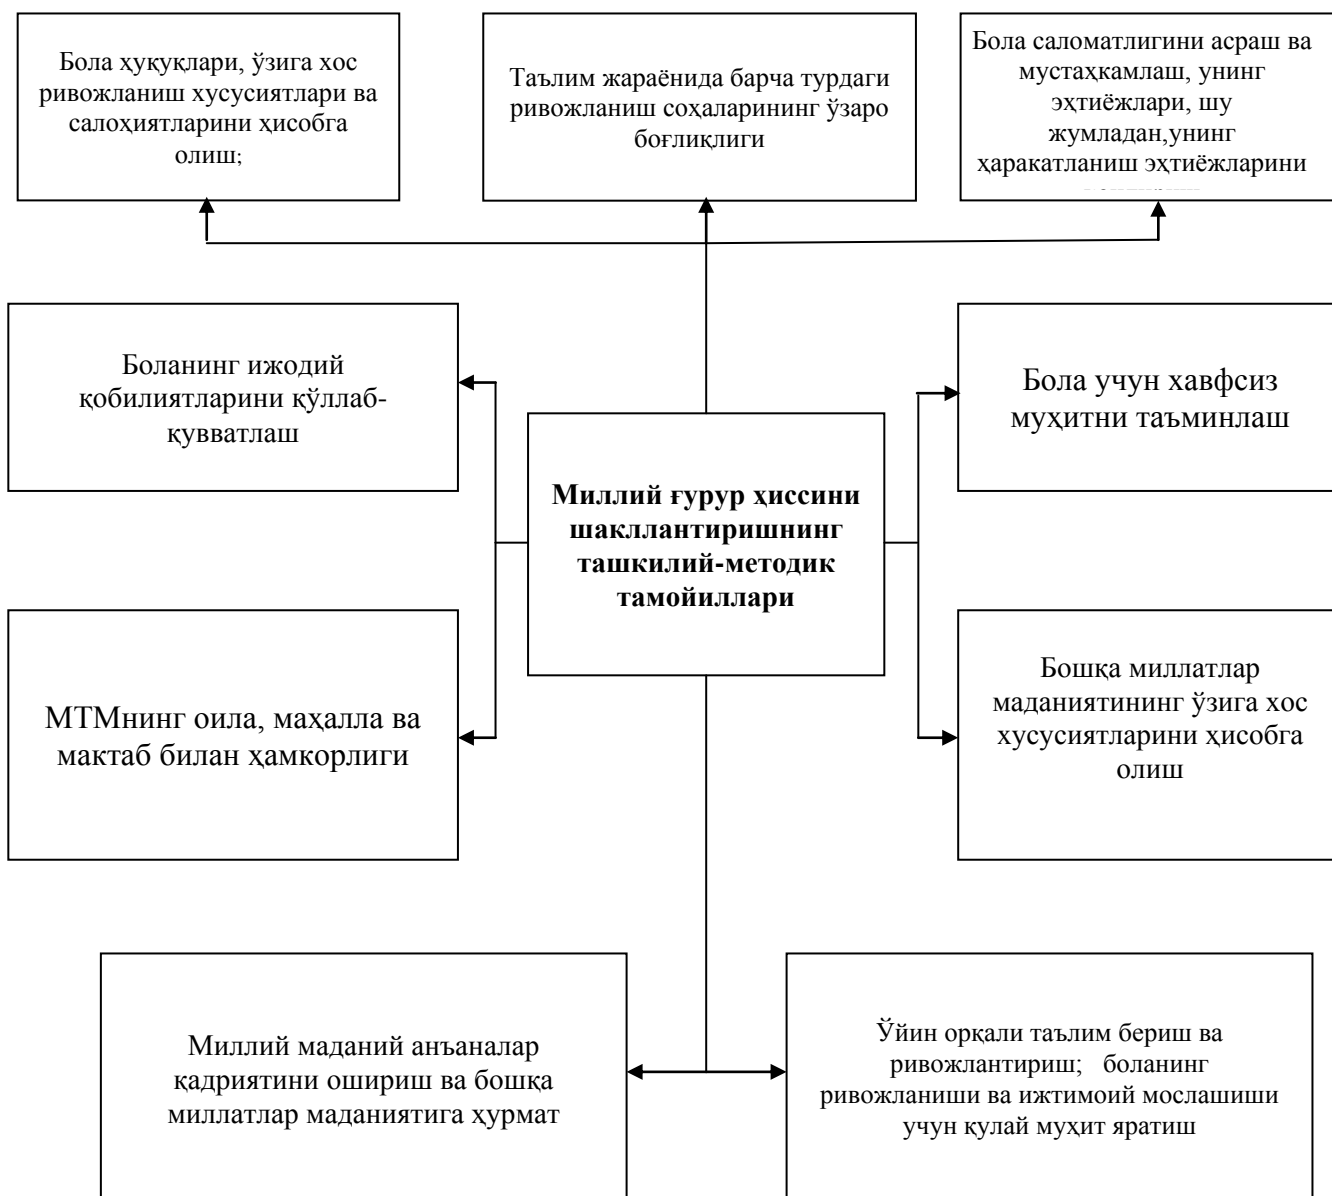 Бола ҳуқуқлари, ўзига хос
ривожланиш хусусиятлари ва
салоҳиятларини ҳисобга
олиш;
Таълим жараёнида барча турдаги
ривожланиш соҳаларининг ўзаро
боғлиқлиги
Бола саломатлигини асраш ва
мустаҳкамлаш, унинг
эҳтиёжлари, шу
жумладан,унинг
ҳаракатланиш эҳтиёжларини
Боланинг ижодий
қобилиятларини қўллаб-
қувватлаш
Бола учун хавфсиз
муҳитни таъминлаш
Миллий ғурур ҳиссини
шакллантиришнинг
ташкилий-методик
тамойиллари
МТМнинг оила, маҳалла ва
мактаб билан ҳамкорлиги
Бошқа миллатлар
маданиятининг ўзига хос
хусусиятларини ҳисобга
олиш
Миллий маданий анъаналар
қадриятини ошириш ва бошқа
миллатлар маданиятига ҳурмат
Ўйин орқали таълим бериш ва
ривожлантириш; боланинг
ривожланиши ва ижтимоий мослашиши
учун қулай муҳит яратиш